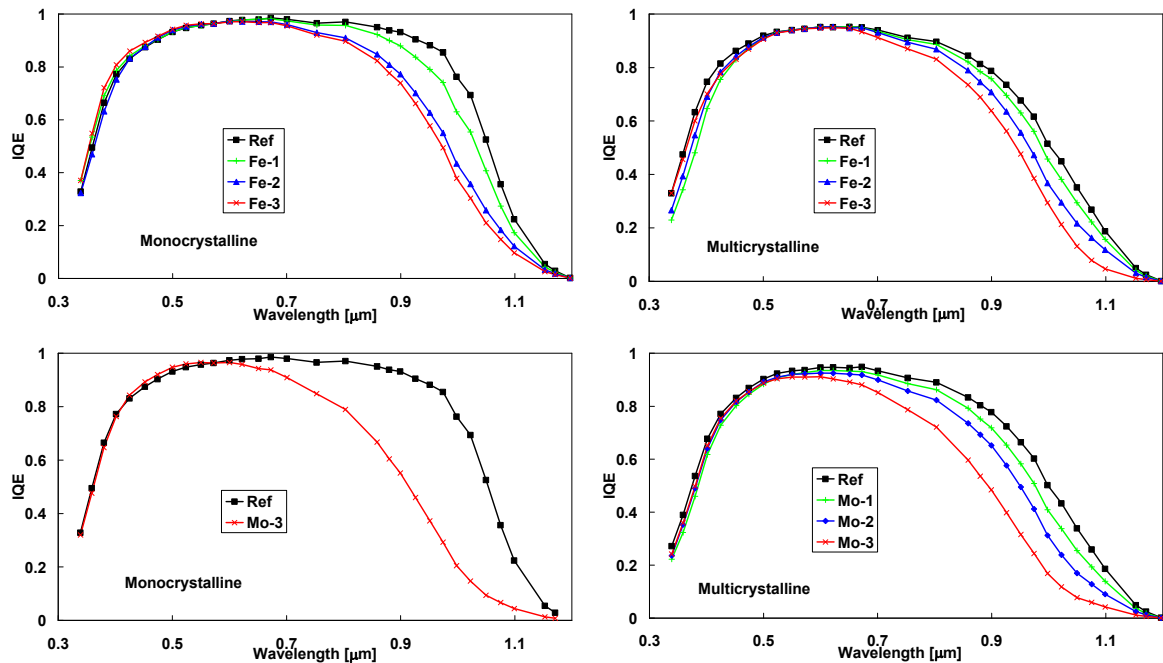 1
0.8
0.6
0.4
0.2
0
IQE
Ref
Fe-1
Fe-2
Fe-3
Monocrystalline
0.3 0.5 0.7 0.9 1.1
Wavelength [μm]
1
0.8
0.6
0.4
0.2
0
IQE
Ref
Fe-1
Fe-2
Fe-3
Multicrystalline
0.3 0.5 0.7 0.9 1.1
Wavelength [μm]
1
0.8
0.6
0.4
0.2
0
IQE
Ref
Mo-3
Monocrystalline
0.3 0.5 0.7 0.9 1.1
Wavelength [μm]
1
0.8
0.6
0.4
0.2
0
IQE
Ref
Mo-1
Mo-2
Mo-3
Multicrystalline
0.3 0.5 0.7 0.9 1.1
Wavelength [μm]